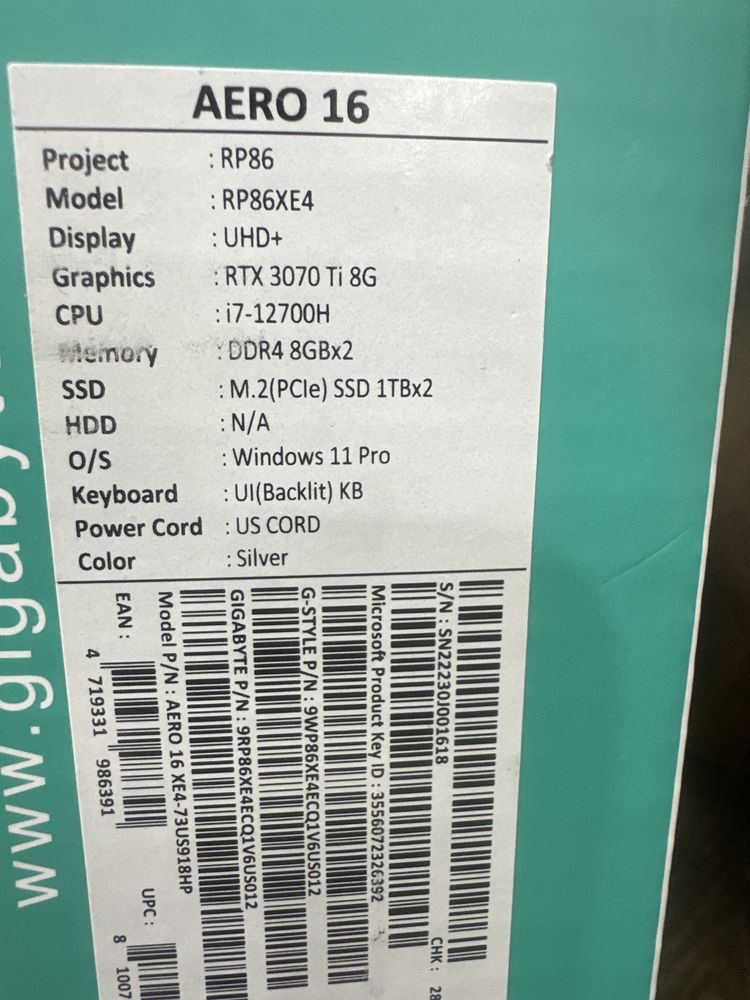 AERO 16
Project : RP86
Model : RP86XE4
Display : UHD+
Graphics : RTX 3070 Ti 8G
CPU : i7-12700H
Memory : DDR4 8GBx2
SSD : M.2(PCIe) SSD 1TBx2
HDD : N/A
O/S : Windows 11 Pro
Keyboard : UI(Backlit) KB
Power Cord : US CORD
Color : Silver
S/N : SN22230J001618
CHK : 28
Microsoft Product Key ID : 3556072326392
G-STYLE P/N : 9WP86XE4ECQ1V6US012
GIGABYTE P/N : 9RP86XE4ECQ1V6US012
Model P/N : AERO 16 XE4-73US918HP
EAN :
4 719331 986391
UPC :
8 1007
www.gigabyte